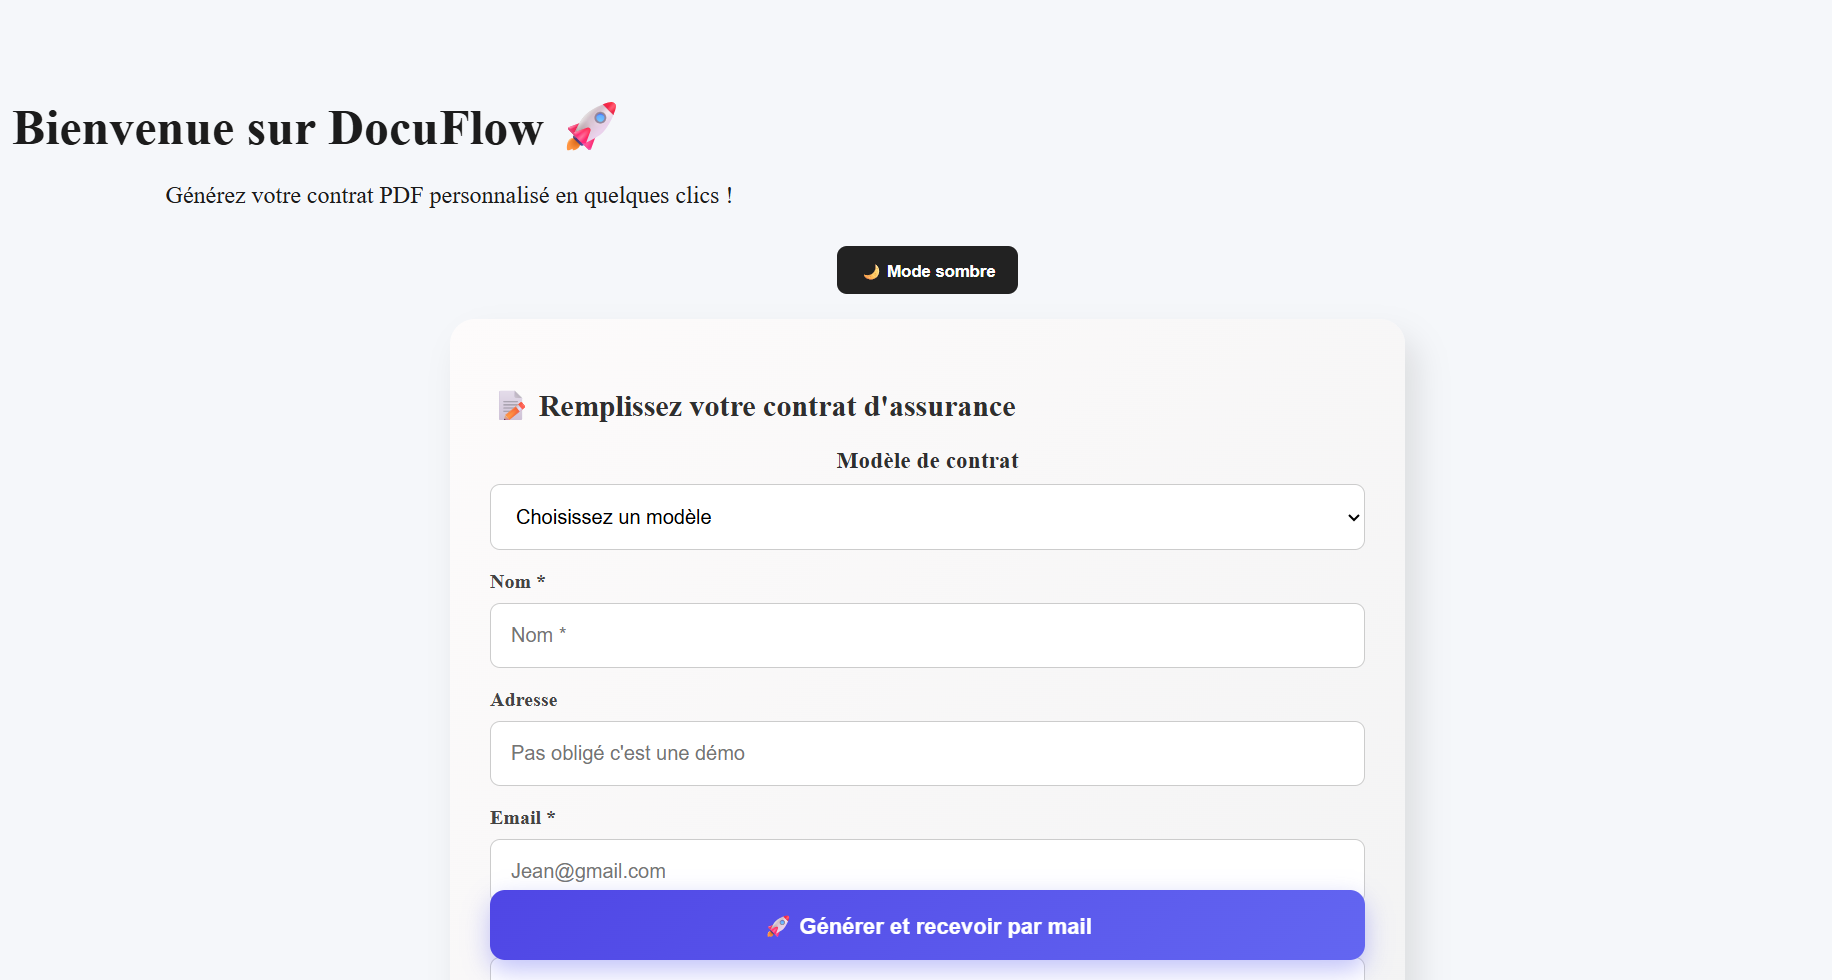 Bienvenue sur DocuFlow 🚀
Générez votre contrat PDF personnalisé en quelques clics !
🌙 Mode sombre
📝 Remplissez votre contrat d'assurance
Modèle de contrat
Choisissez un modèle
Nom *
Nom *
Adresse
Pas obligé c'est une démo
Email *
Jean@gmail.com
🚀 Générer et recevoir par mail